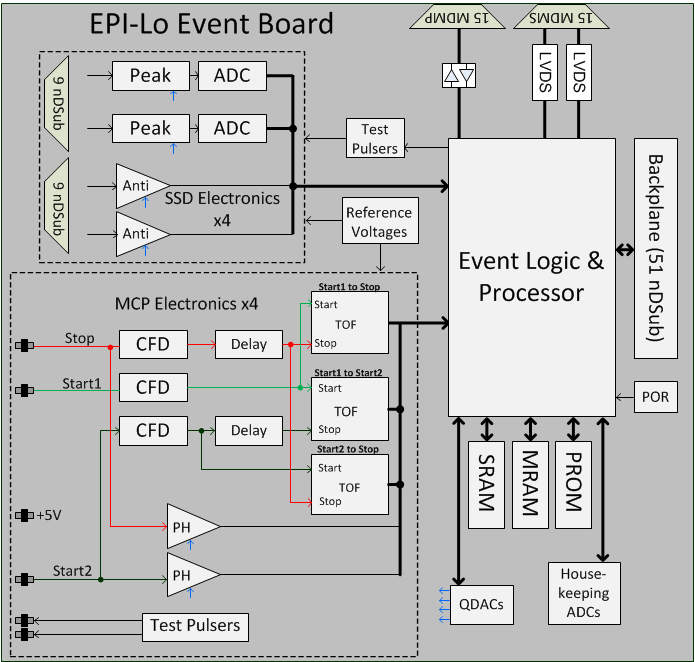 EPI-Lo Event Board
15 MDMP
15 MDMS
9 nDSub
Peak
ADC
LVDS
LVDS
Peak
ADC
Test
Pulsers
9 nDSub
Anti
SSD Electronics
x4
Anti
Reference
Voltages
Event Logic &
Processor
Backplane (51 nDSub)
MCP Electronics x4
Start1 to Stop
Start
TOF
Stop
Stop
CFD
Delay
Start1
CFD
Start1 to Start2
Start
TOF
Stop
CFD
Delay
POR
Start2 to Stop
Start
TOF
Stop
SRAM
MRAM
PROM
+5V
PH
Start2
PH
QDACs
House-
keeping
ADCs
Test Pulsers